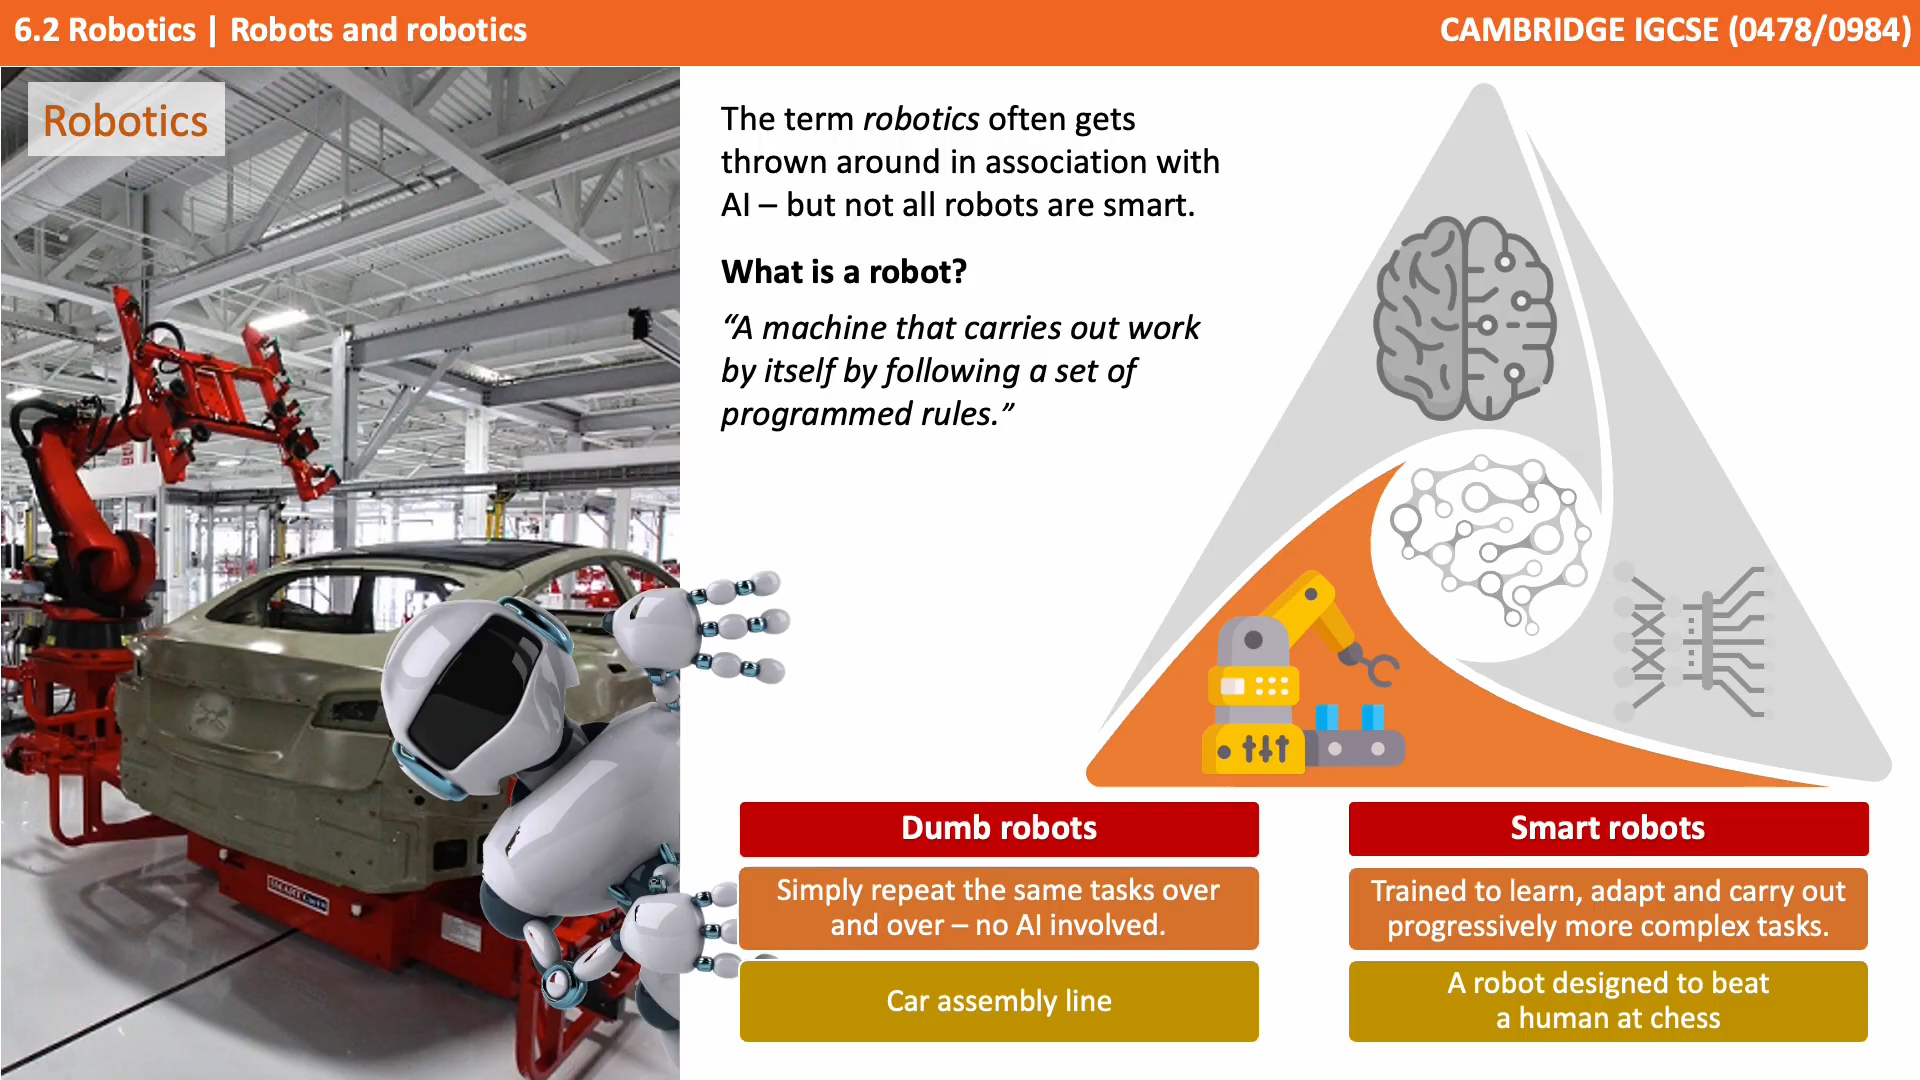 6.2 Robotics | Robots and robotics
CAMBRIDGE IGCSE (0478/0984)
Robotics
The term robotics often gets
thrown around in association with
AI – but not all robots are smart.
What is a robot?
“A machine that carries out work
by itself by following a set of
programmed rules.”
Dumb robots
Simply repeat the same tasks over
and over – no AI involved.
Car assembly line
Smart robots
Trained to learn, adapt and carry out
progressively more complex tasks.
A robot designed to beat
a human at chess